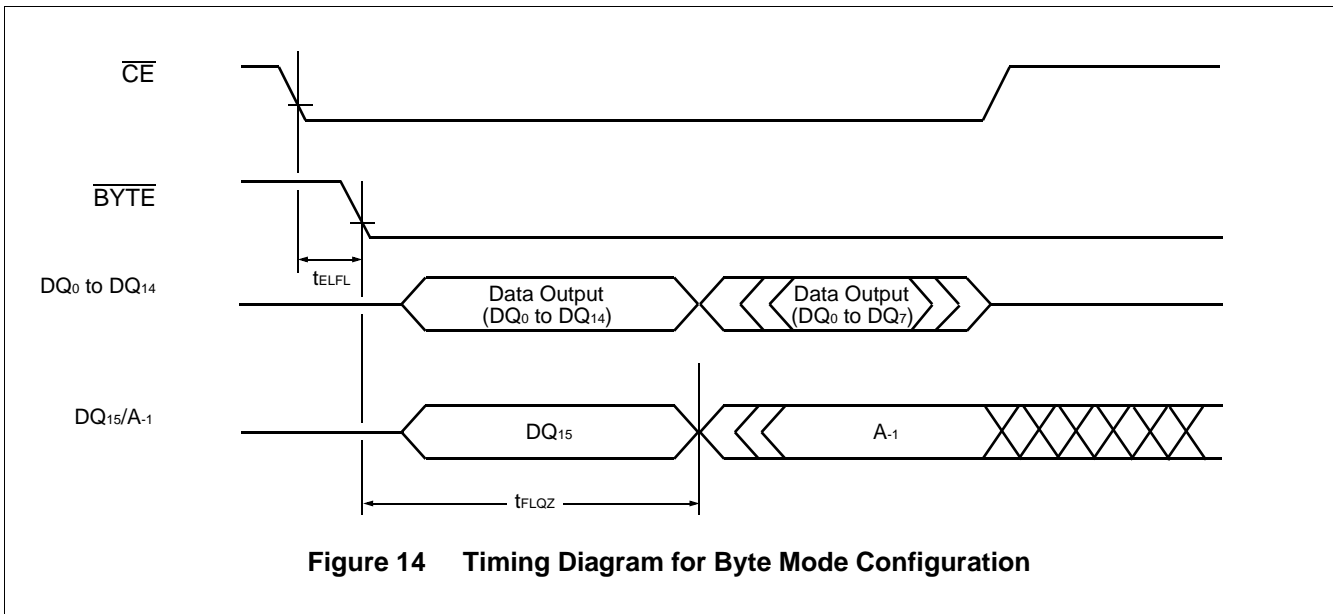 CE
BYTE
tELFL
DQ0 to DQ14
Data Output
(DQ0 to DQ14)
Data Output
(DQ0 to DQ7)
DQ15/A-1
DQ15
A-1
tFLQZ
Figure 14 Timing Diagram for Byte Mode Configuration